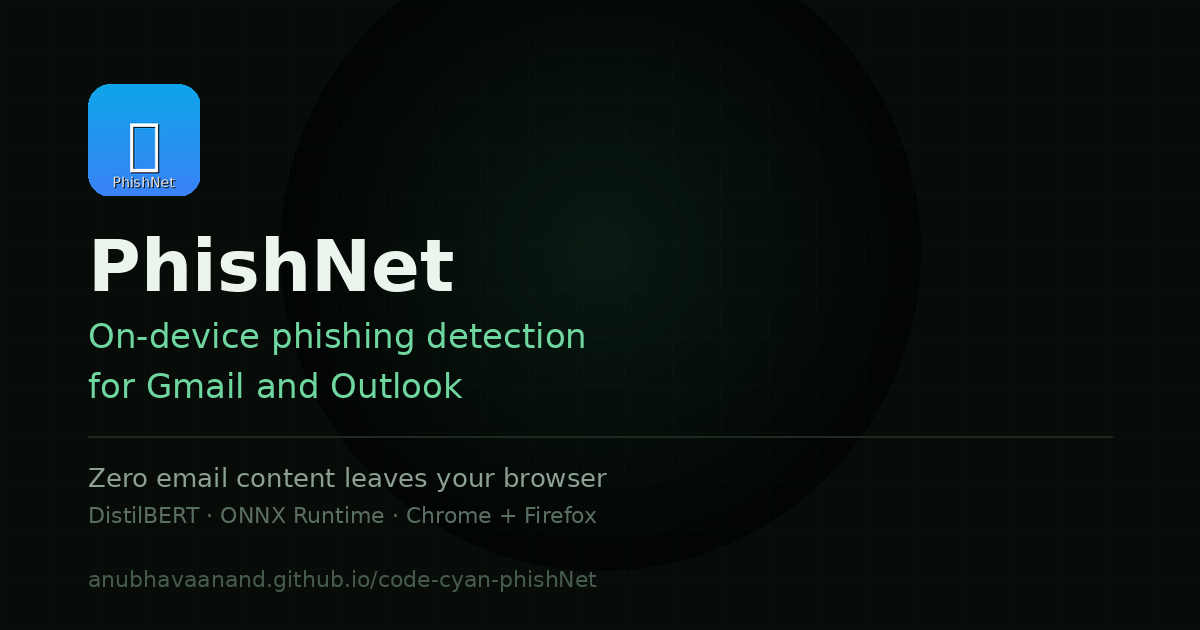 PhishNet
PhishNet
On-device phishing detection
for Gmail and Outlook
Zero email content leaves your browser
DistilBERT · ONNX Runtime · Chrome + Firefox
anubhavaanand.github.io/code-cyan-phishNet